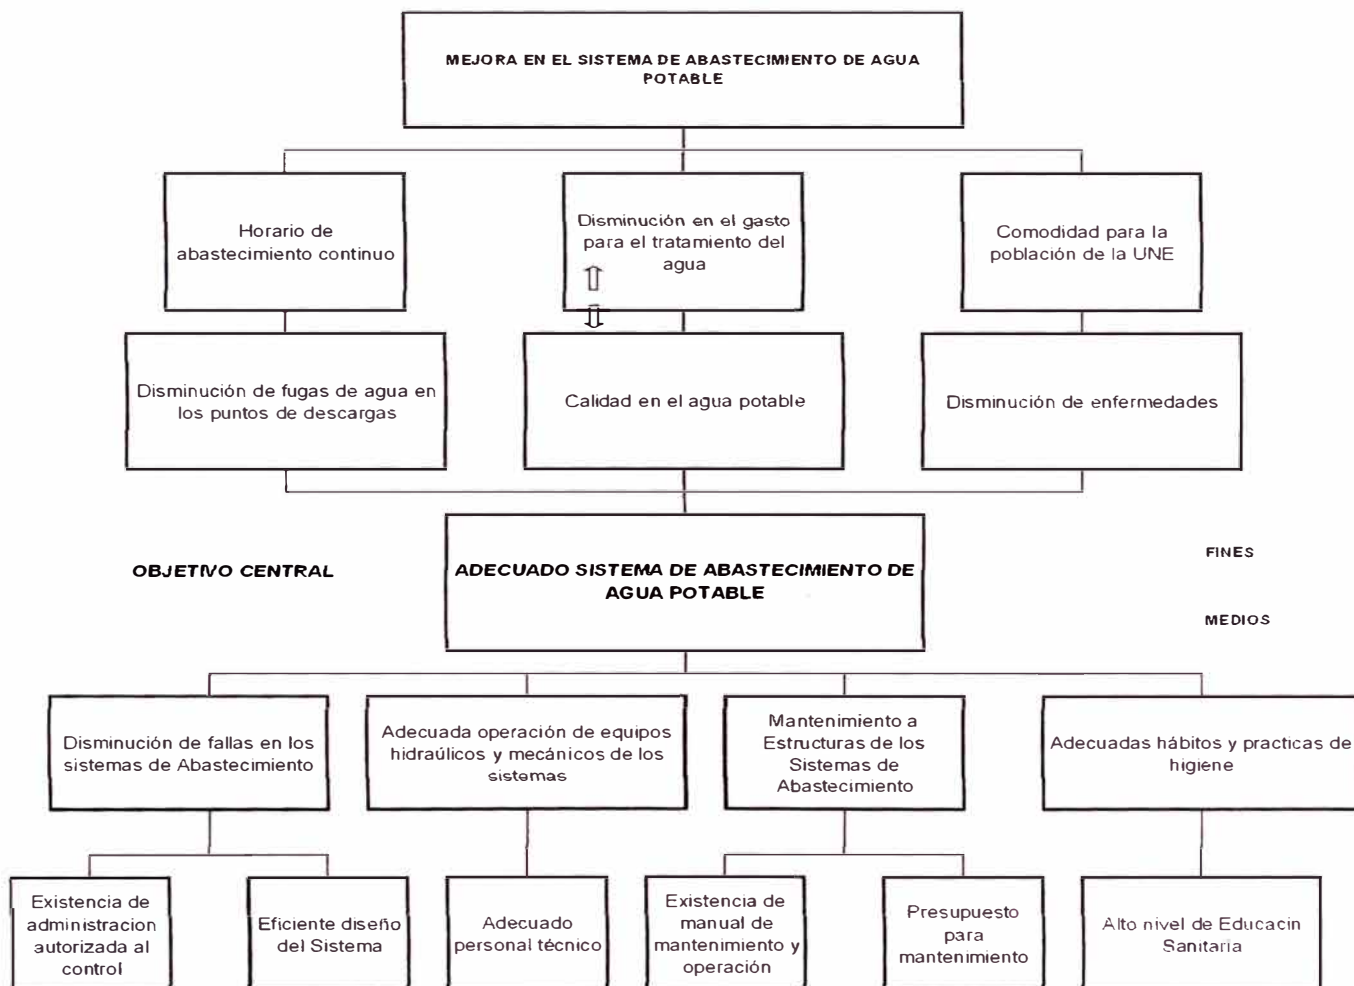 MEJORA EN EL SISTEMA DE ABASTECIMIENTO DE AGUA
POTABLE
Horario de
abastecimiento continuo
Disminución en el gasto
para el tratamiento del
agua
Comodidad para la
población de la UNE
Disminución de fugas de agua en
los puntos de descargas
Calidad en el agua potable
Disminución de enfermedades
OBJETIVO CENTRAL
ADECUADO SISTEMA DE ABASTECIMIENTO DE
AGUA POTABLE
FINES
MEDIOS
Disminución de fallas en los
sistemas de Abastecimiento
Adecuada operación de equipos
hidraúlicos y mecánicos de los
sistemas
Mantenimiento a
Estructuras de los
Sistemas de
Abastecimiento
Adecuadas hábitos y practicas de
higiene
Existencia de
administracion
autorizada al
control
Eficiente diseño
del Sistema
Adecuado
personal técnico
Existencia de
manual de
mantenimiento y
operación
Presupuesto
para
mantenimiento
Alto nivel de Educacin
Sanitaria